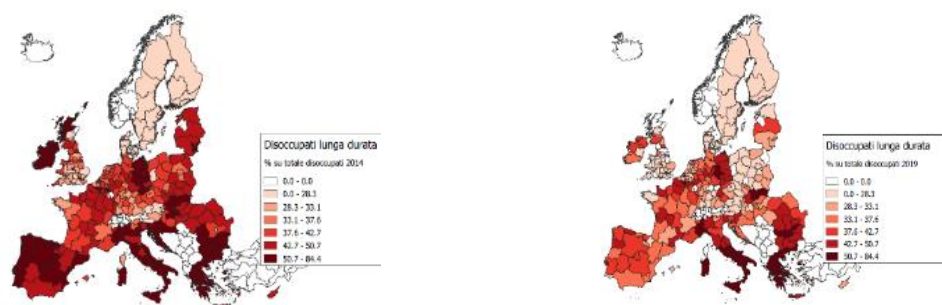 Disoccupati lunga durata
% su totale disoccupati 2014
0.0 - 0.0
0.0 - 28.3
28.3 - 33.1
33.1 - 37.6
37.6 - 42.7
42.7 - 50.7
50.7 - 84.4
Disoccupati lunga durata
% su totale disoccupati 2019
0.0 - 0.0
0.0 - 28.3
28.3 - 33.1
33.1 - 37.6
37.6 - 42.7
42.7 - 50.7
50.7 - 84.4